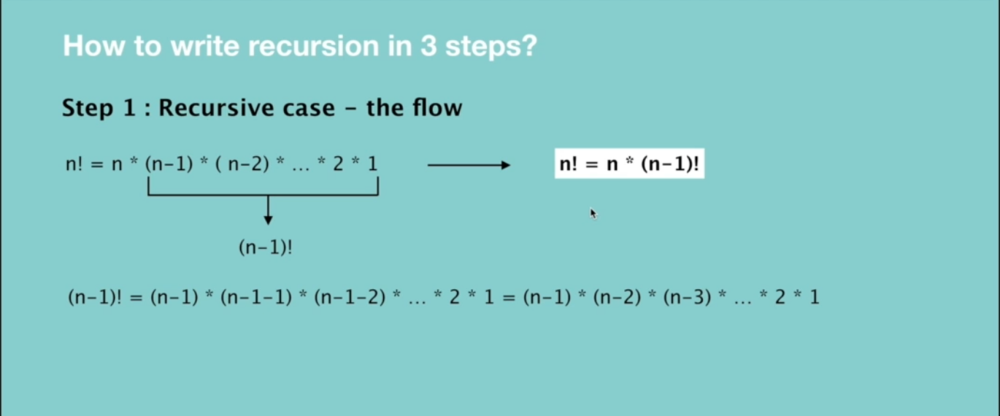 How to write recursion in 3 steps?
Step 1 : Recursive case – the flow
n! = n * (n-1) * ( n-2) * ... * 2 * 1
n! = n * (n-1)!
(n-1)!
(n-1)! = (n-1) * (n-1-1) * (n-1-2) * ... * 2 * 1 = (n-1) * (n-2) * (n-3) * ... * 2 * 1